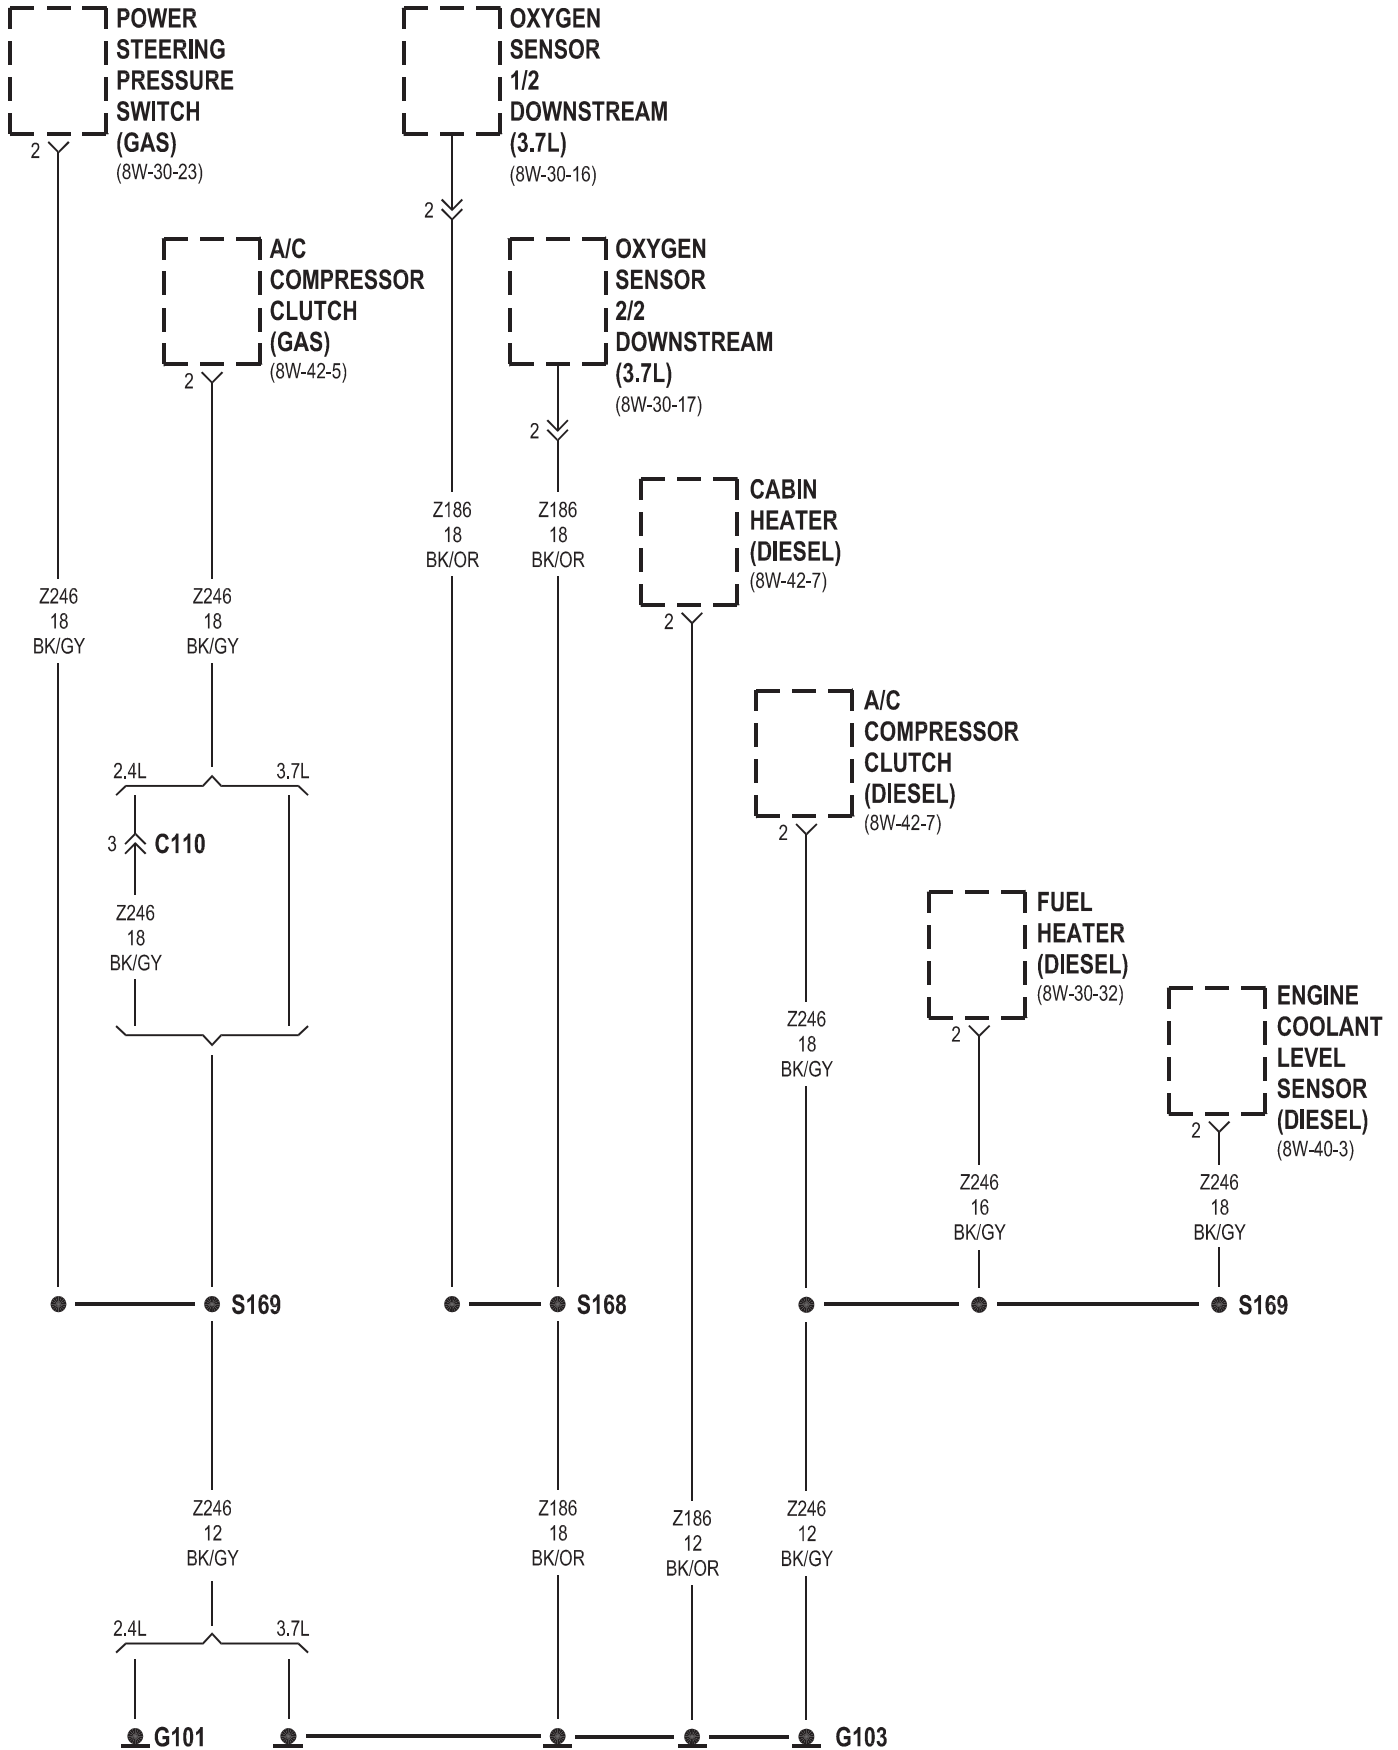 POWER
STEERING
PRESSURE
SWITCH
(GAS)
(8W-30-23)
2
OXYGEN
SENSOR
1/2
DOWNSTREAM
(3.7L)
(8W-30-16)
2
A/C
COMPRESSOR
CLUTCH
(GAS)
(8W-42-5)
2
OXYGEN
SENSOR
2/2
DOWNSTREAM
(3.7L)
(8W-30-17)
2
CABIN
HEATER
(DIESEL)
(8W-42-7)
2
Z186
18
BK/OR
Z186
18
BK/OR
Z246
18
BK/GY
Z246
18
BK/GY
A/C
COMPRESSOR
CLUTCH
(DIESEL)
(8W-42-7)
2
2.4L
3.7L
3
C110
Z246
18
BK/GY
FUEL
HEATER
(DIESEL)
(8W-30-32)
2
ENGINE
COOLANT
LEVEL
SENSOR
(DIESEL)
(8W-40-3)
2
Z246
18
BK/GY
Z246
16
BK/GY
Z246
18
BK/GY
S169
S168
S169
Z246
12
BK/GY
Z186
18
BK/OR
Z186
12
BK/OR
Z246
12
BK/GY
2.4L
3.7L
G101
G103